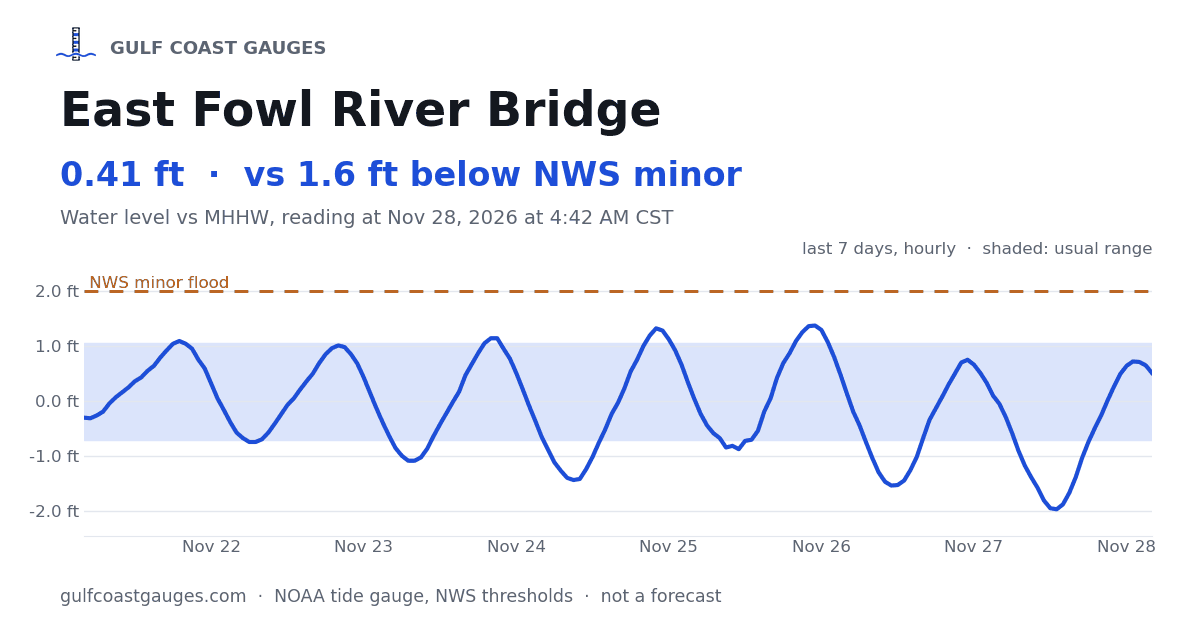 GULF COAST GAUGES
East Fowl River Bridge
0.41 ft · vs 1.6 ft below NWS minor
Water level vs MHHW, reading at Nov 28, 2026 at 4:42 AM CST
last 7 days, hourly · shaded: usual range
NWS minor flood
2.0 ft
1.0 ft
0.0 ft
-1.0 ft
-2.0 ft
Nov 22 Nov 23 Nov 24 Nov 25 Nov 26 Nov 27 Nov 28
gulfcoastgauges.com · NOAA tide gauge, NWS thresholds · not a forecast